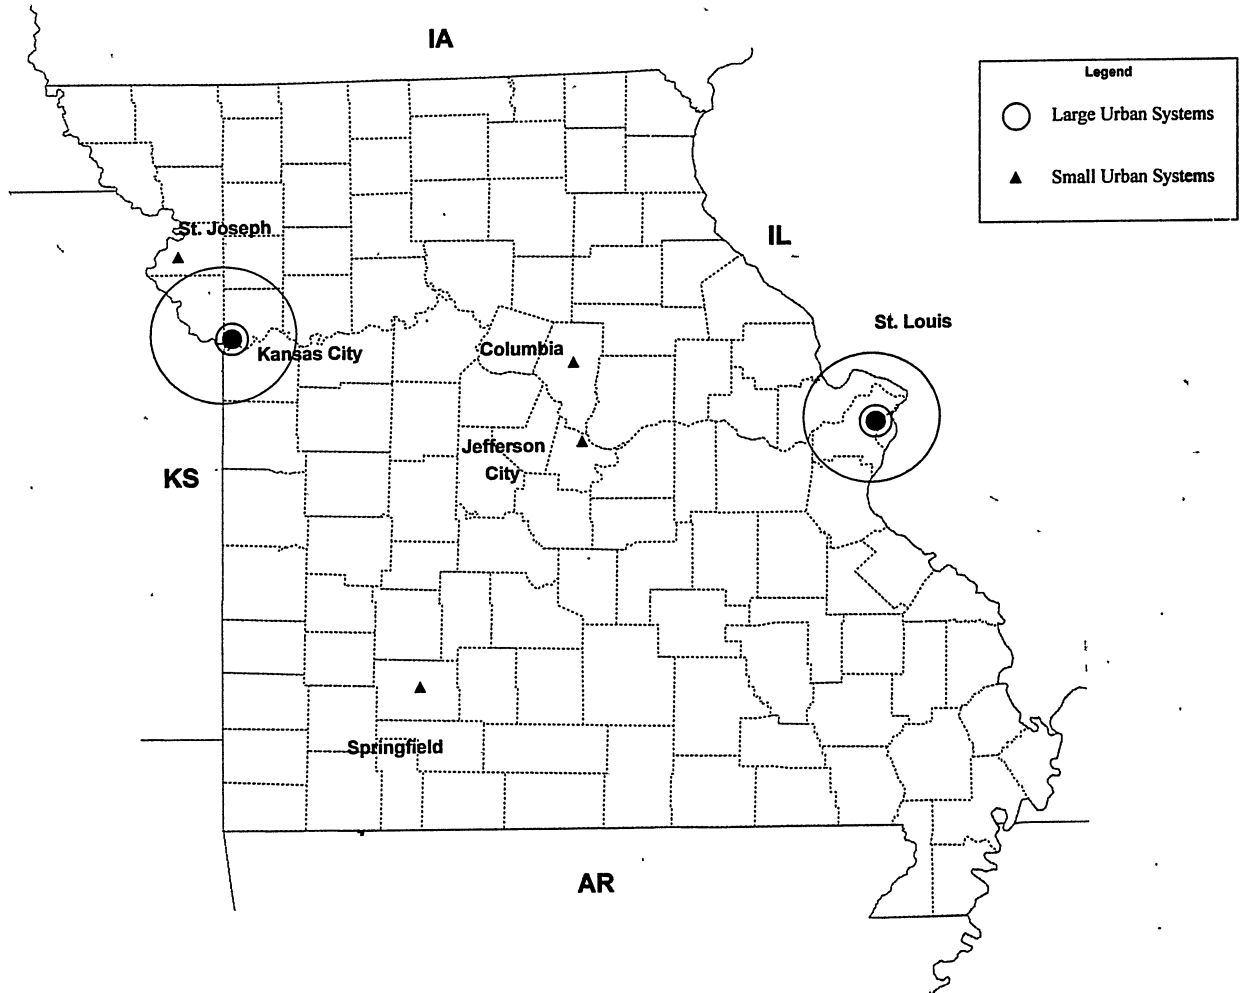 IA
Legend
Large Urban Systems
Small Urban Systems
St. Joseph
IL
St. Louis
Kansas City
Columbia
Jefferson
City
KS
Springfield
AR